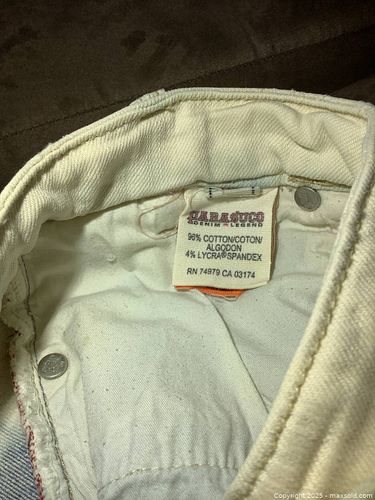 PARASUCO
DENIM LEGEND
96% COTTON/COTON/
ALGODON
4% LYCRA®SPANDEX
RN 74979 CA 03174
Copyright © 2025 - maxsold.com